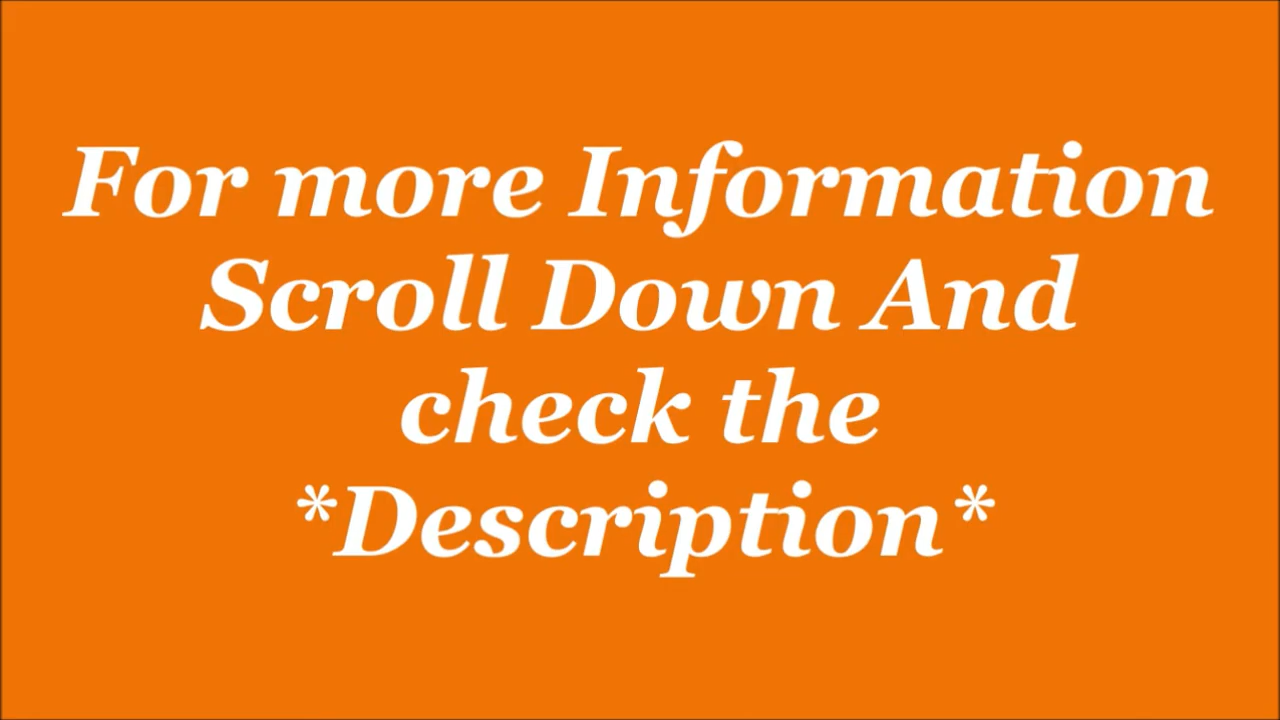 For more Information
Scroll Down And
check the
*Description*